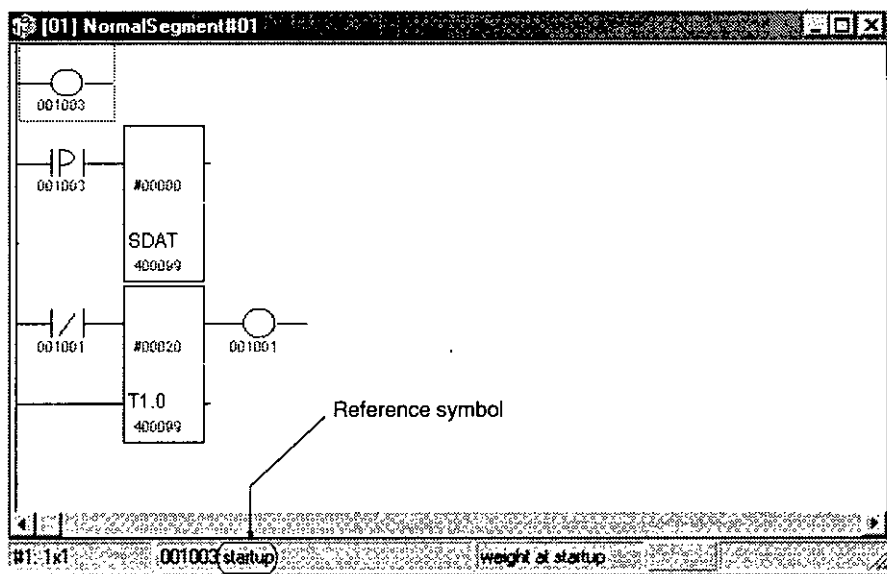 [01] NormalSegment#01
001003
P
001003
#00000
SDAT
400099
001001
#00020
001001
T1.0
400099
Reference symbol
#1: 1x1 001003 startup weight at startup